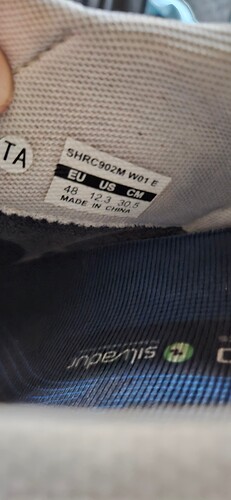 TA
SHRC902M W01 E
EU US CM
48 12.3 30.5
MADE IN CHINA
silvadur